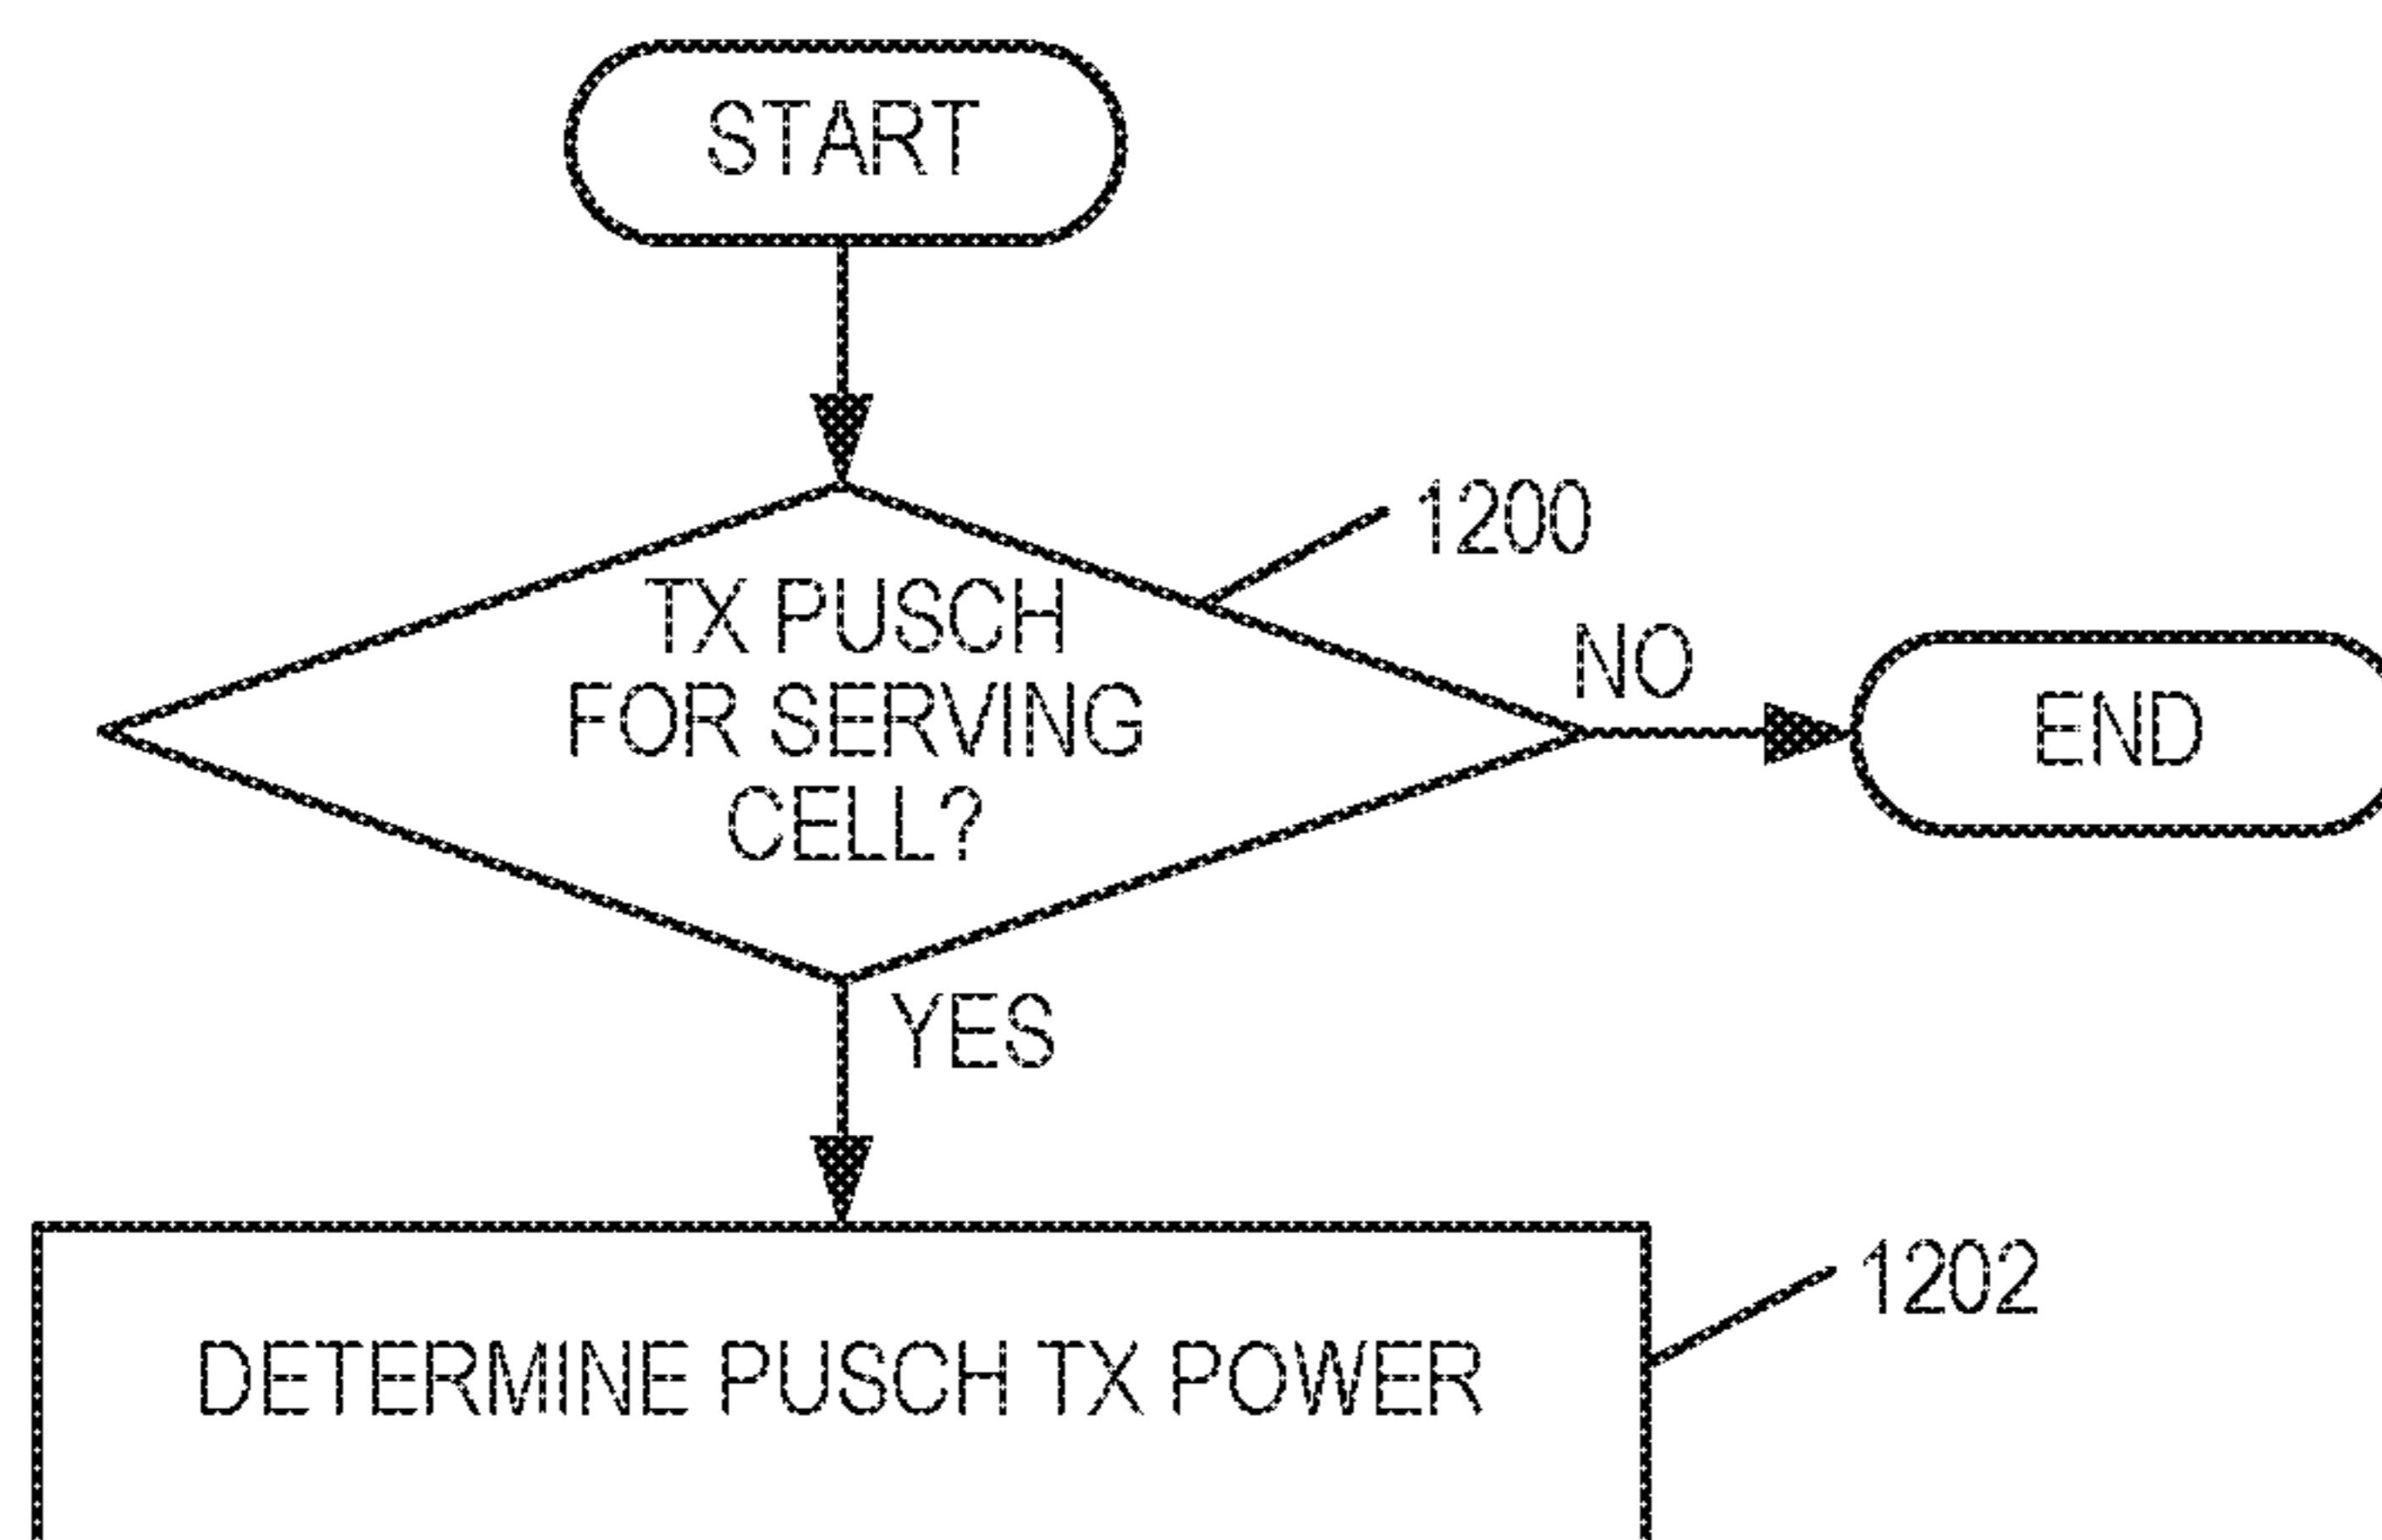 START
1200
TX PUSCH
FOR SERVING
CELL?
NO
END
YES
1202
DETERMINE PUSCH TX POWER